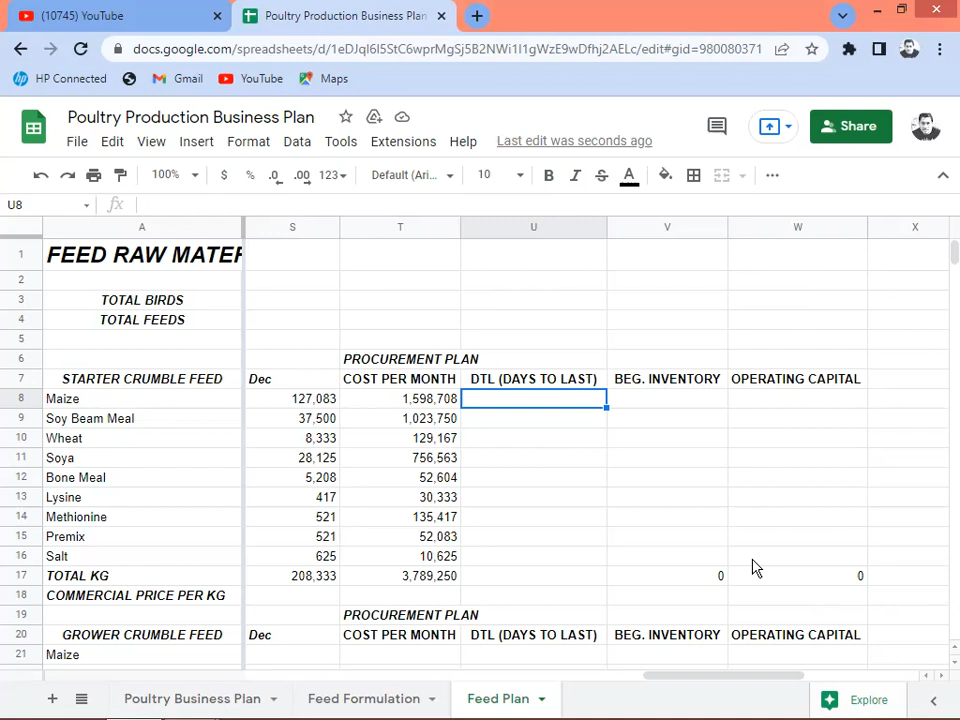 (10745) YouTube
Poultry Production Business Plan
docs.google.com/spreadsheets/d/1eDJqI6I5StC6wprMgSj5B2NWi1I1gWzE9wDfhj2AELc/edit#gid=980080371
HP Connected
Gmail
YouTube
Maps
Poultry Production Business Plan
File Edit View Insert Format Data Tools Extensions Help Last edit was seconds ago
Share
100% $ % .0 .00 123 Default (Ari... 10 B I S A
U8 fx
A S T U V W X
1 FEED RAW MATER
2
3 TOTAL BIRDS
4 TOTAL FEEDS
5
6 PROCUREMENT PLAN
7 STARTER CRUMBLE FEED Dec COST PER MONTH DTL (DAYS TO LAST) BEG. INVENTORY OPERATING CAPITAL
8 Maize 127,083 1,598,708
9 Soy Beam Meal 37,500 1,023,750
10 Wheat 8,333 129,167
11 Soya 28,125 756,563
12 Bone Meal 5,208 52,604
13 Lysine 417 30,333
14 Methionine 521 135,417
15 Premix 521 52,083
16 Salt 625 10,625
17 TOTAL KG 208,333 3,789,250 0 0
18 COMMERCIAL PRICE PER KG
19 PROCUREMENT PLAN
20 GROWER CRUMBLE FEED Dec COST PER MONTH DTL (DAYS TO LAST) BEG. INVENTORY OPERATING CAPITAL
21 Maize
Poultry Business Plan Feed Formulation Feed Plan Explore